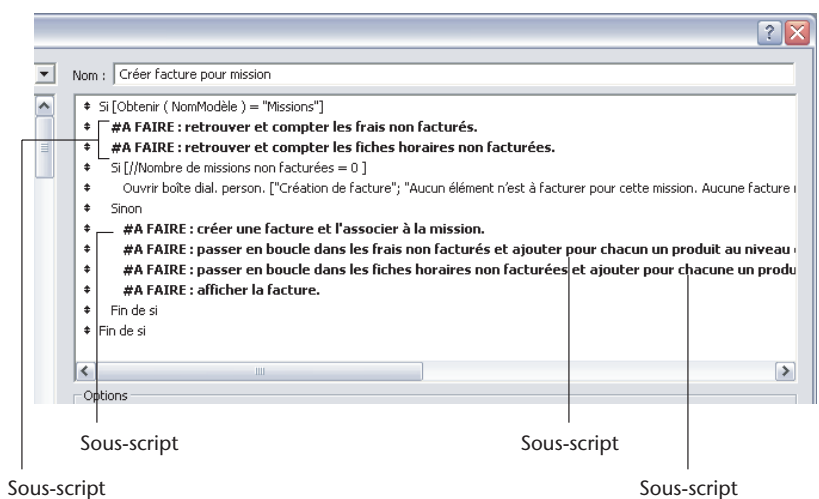 Nom : Créer facture pour mission
Si [Obtenir ( NomModèle ) = "Missions"]
#A FAIRE : retrouver et compter les frais non facturés.
#A FAIRE : retrouver et compter les fiches horaires non facturées.
Si [//Nombre de missions non facturées = 0 ]
Ouvrir boîte dial. person. ["Création de facture"; "Aucun élément n'est à facturer pour cette mission. Aucune facture
Sinon
#A FAIRE : créer une facture et l'associer à la mission.
#A FAIRE : passer en boucle dans les frais non facturés et ajouter pour chacun un produit au niveau
#A FAIRE : passer en boucle dans les fiches horaires non facturées et ajouter pour chacune un produ
#A FAIRE : afficher la facture.
Fin de si
Fin de si
Options
Sous-script
Sous-script
Sous-script
Sous-script